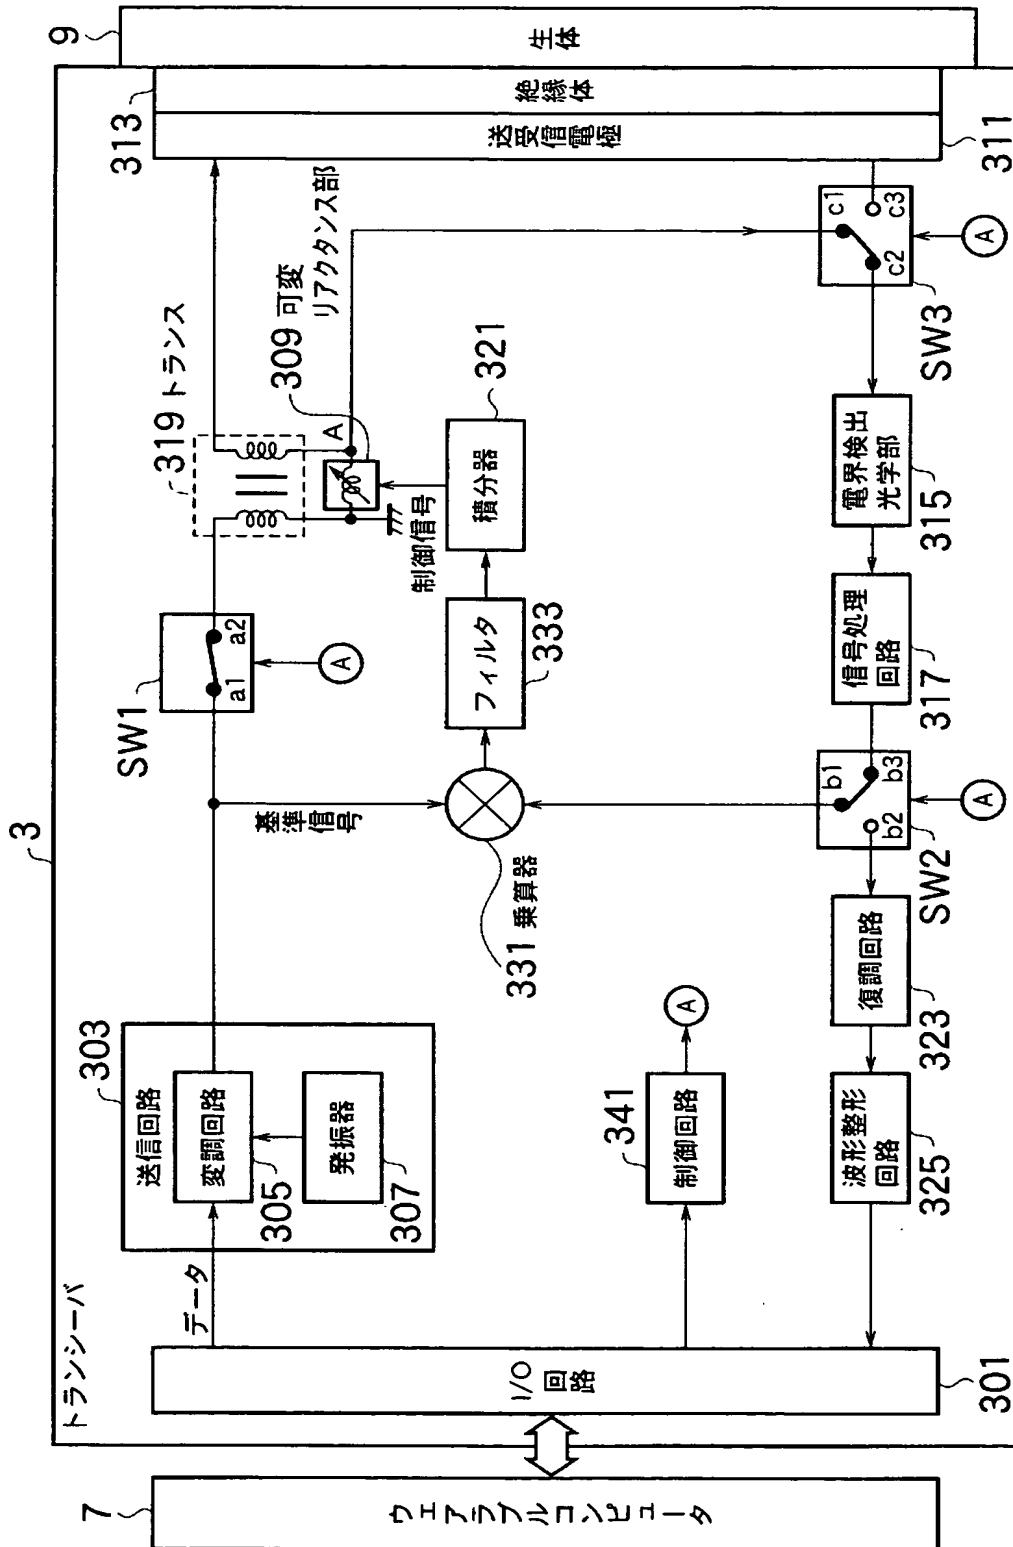 3
トランシーバ
7
ウェアラブルコンピュータ
I/O
回路
301
データ
303
送信回路
変調回路
305
発振器
307
SW1
a1
a2
A
基準信号
331 乗算器
フィルタ
333
積分器
321
制御信号
319 トランス
309 可変
リアクタンス部
A
341
制御回路
A
313
絶縁体
送受信電極
311
9
生体
c1
c2
c3
A
SW3
電界検出
光学部
315
信号処理
回路
317
b1
b2
b3
A
SW2
復調回路
323
波形整形
回路
325